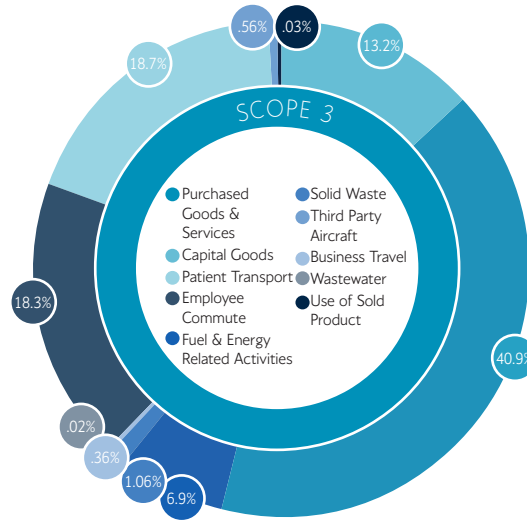 .56%
.03%
13.2%
18.7%
SCOPE 3
Purchased
Goods &
Services
Capital Goods
Patient Transport
Employee
Commute
Fuel & Energy
Related Activities
Solid Waste
Third Party
Aircraft
Business Travel
Wastewater
Use of Sold
Product
18.3%
40.9%
.02%
.36%
1.06%
6.9%